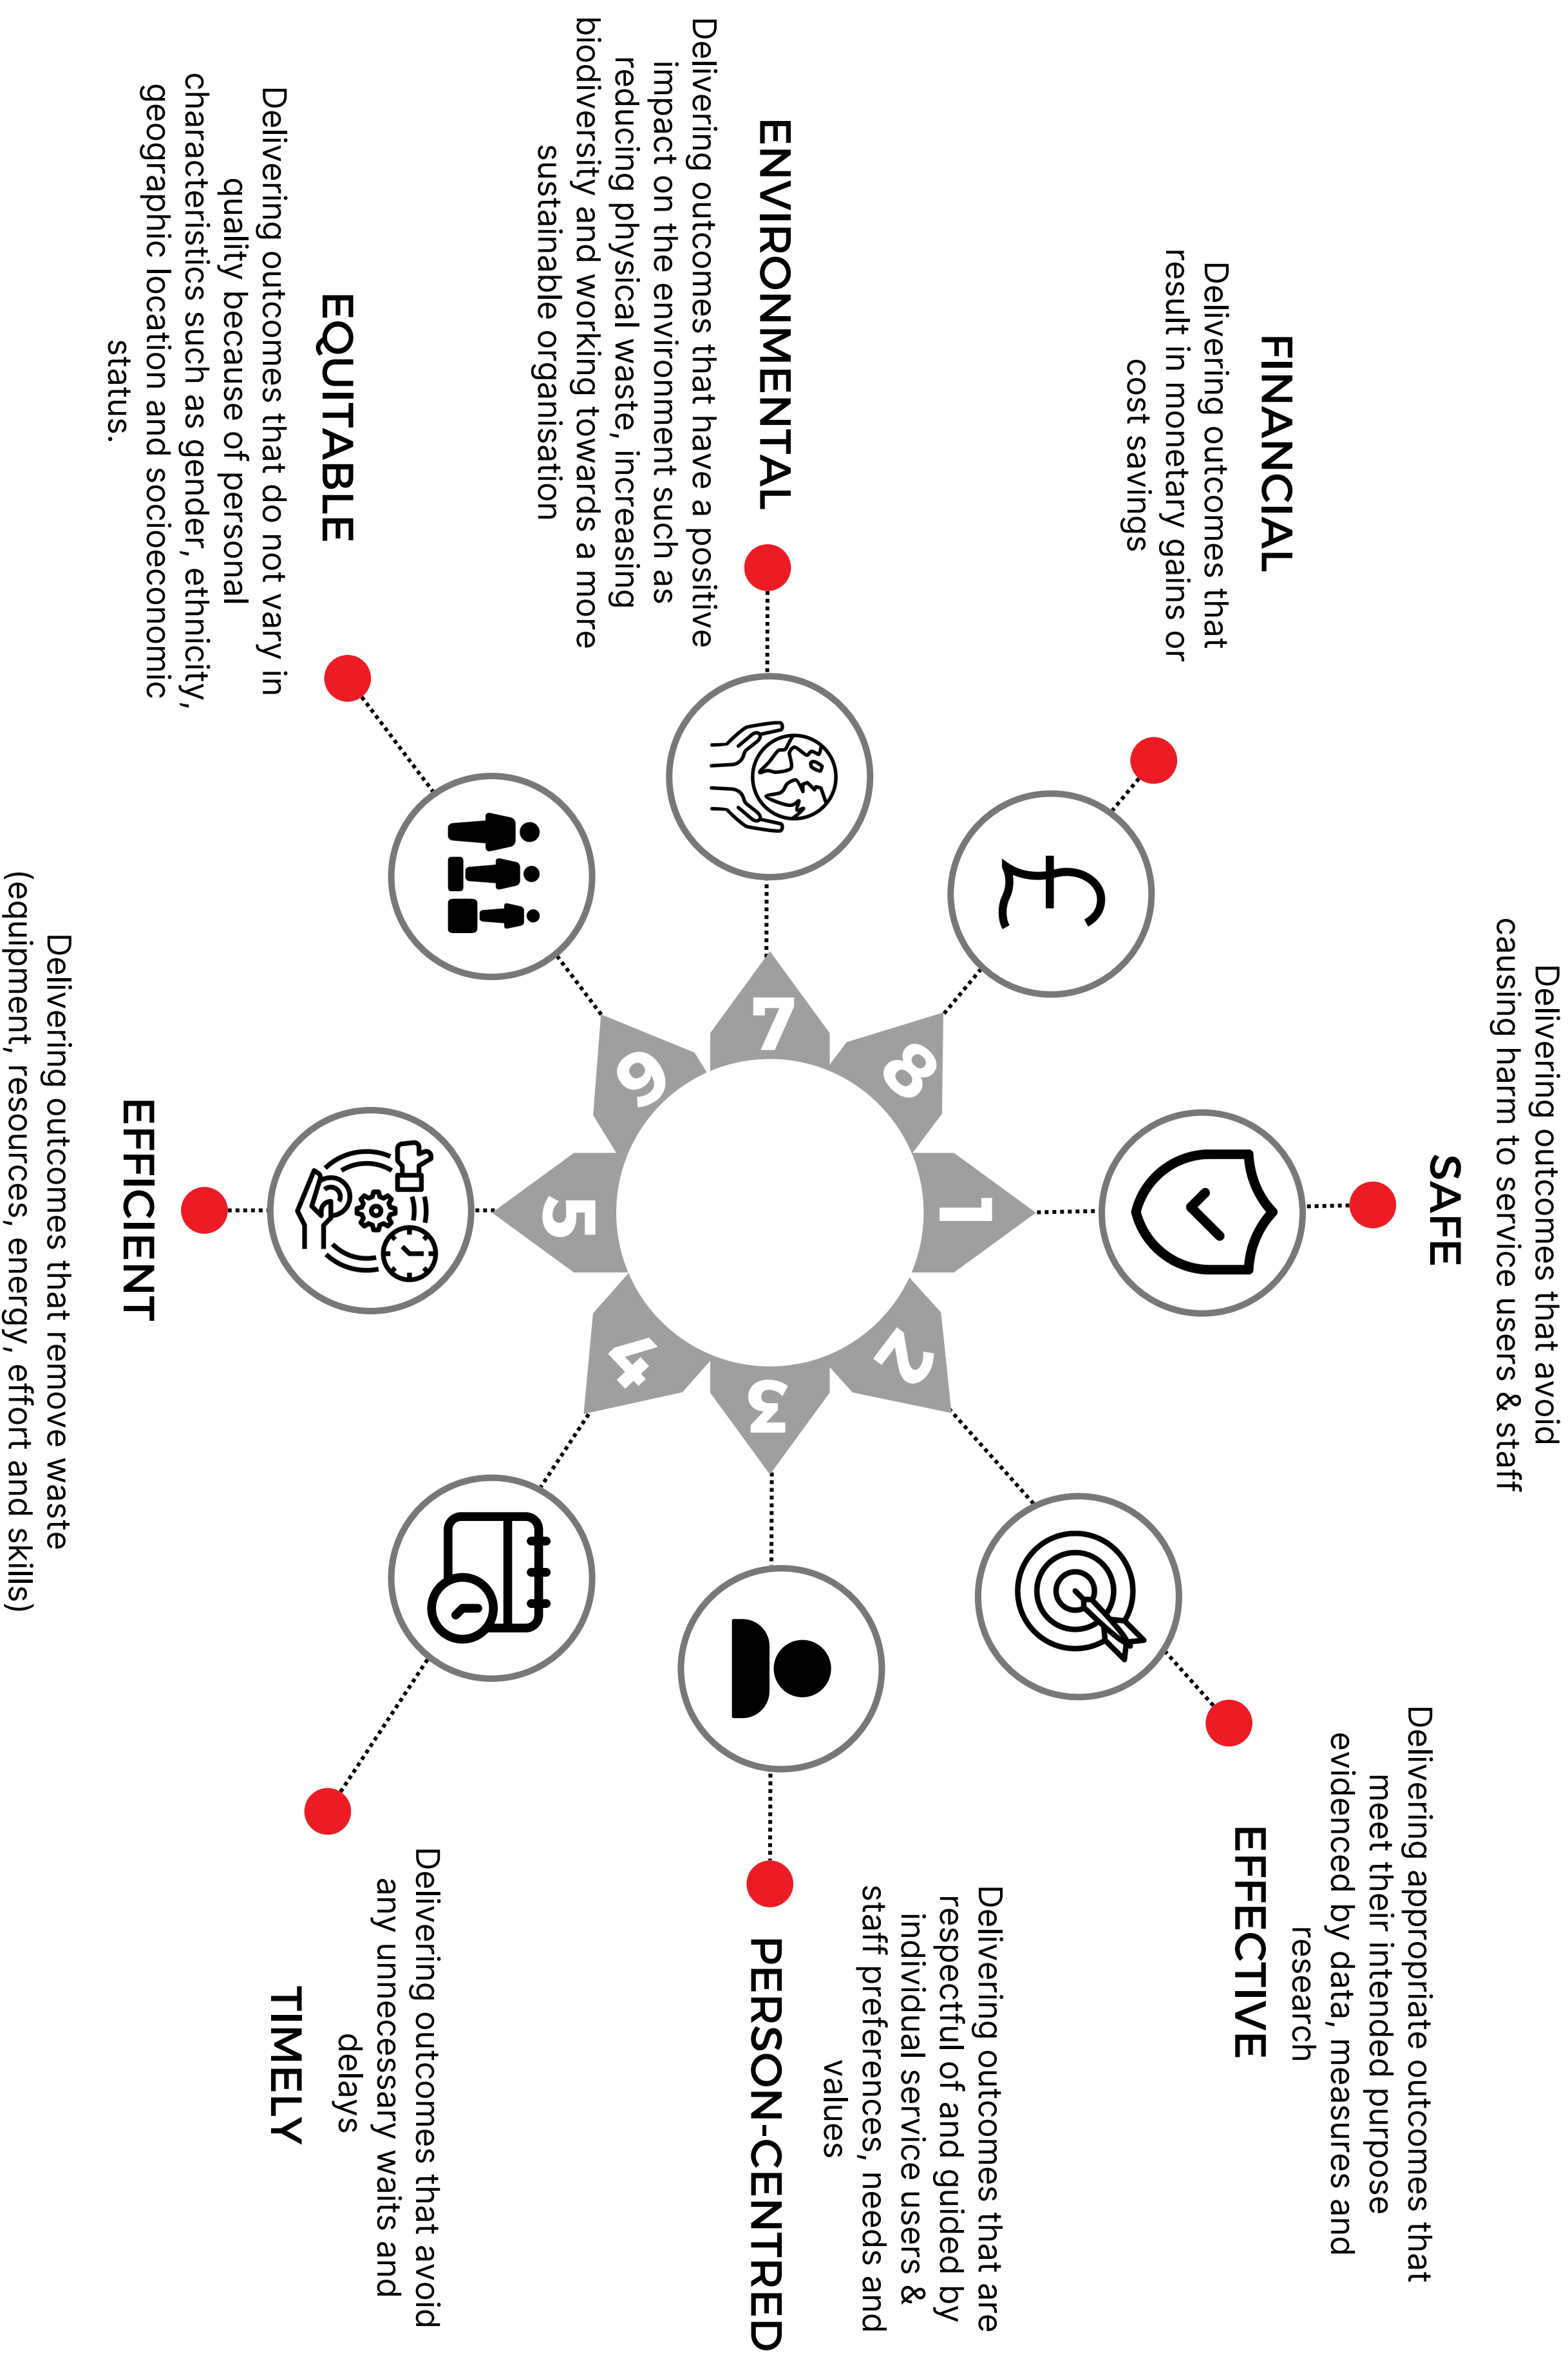 Delivering outcomes that avoid
causing harm to service users & staff
SAFE
1
Delivering appropriate outcomes that
meet their intended purpose
evidenced by data, measures and
research
EFFECTIVE
2
Delivering outcomes that are
respectful of and guided by
individual service users &
staff preferences, needs and
values
PERSON-CENTRED
3
Delivering outcomes that avoid
any unnecessary waits and
delays
TIMELY
4
EFFICIENT
Delivering outcomes that remove waste
(equipment, resources, energy, effort and skills)
5
EQUITABLE
Delivering outcomes that do not vary in
quality because of personal
characteristics such as gender, ethnicity,
geographic location and socioeconomic
status.
6
ENVIRONMENTAL
Delivering outcomes that have a positive
impact on the environment such as
reducing physical waste, increasing
biodiversity and working towards a more
sustainable organisation
7
FINANCIAL
Delivering outcomes that
result in monetary gains or
cost savings
8
£